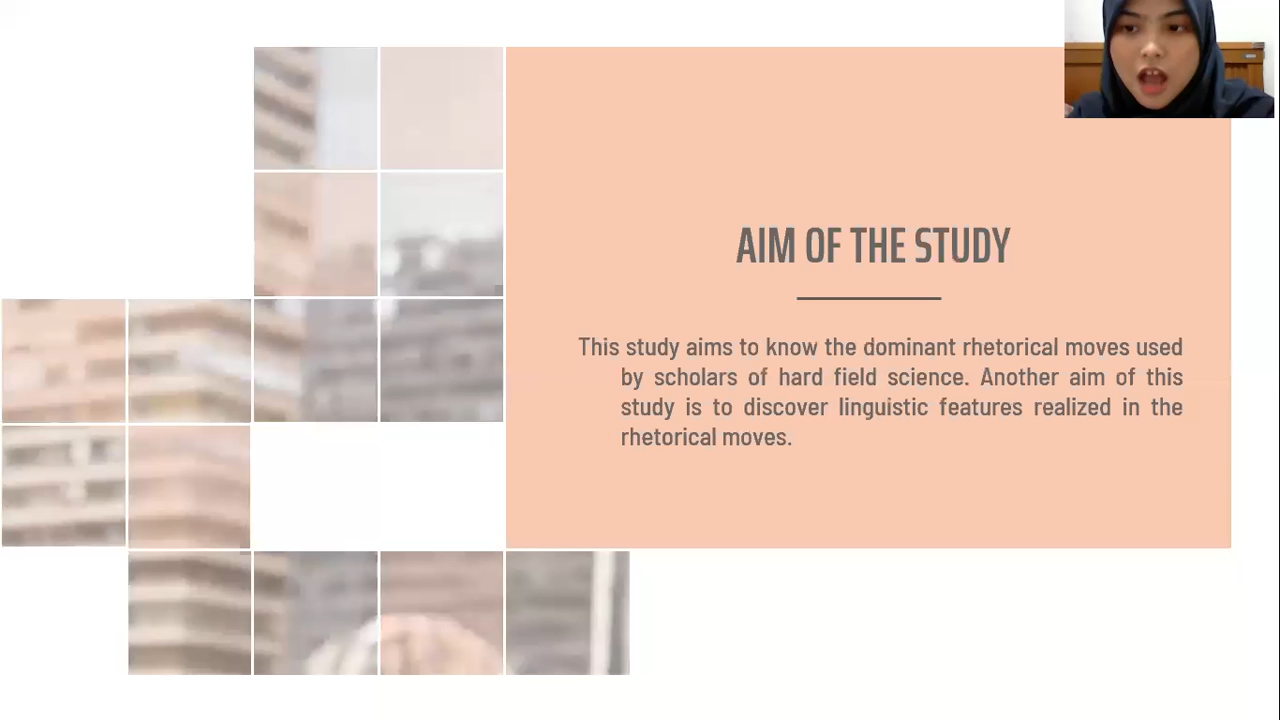 AIM OF THE STUDY
This study aims to know the dominant rhetorical moves used
by scholars of hard field science. Another aim of this
study is to discover linguistic features realized in the
rhetorical moves.